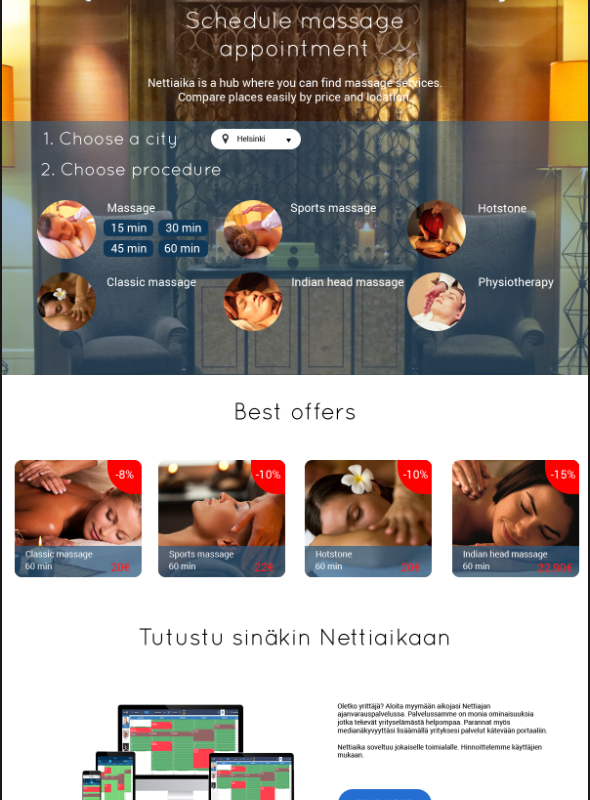 Schedule massage
appointment
Nettiaika is a hub where you can find massage services.
Compare places easily by price and location.
1. Choose a city
Helsinki
2. Choose procedure
Massage
15 min
30 min
45 min
60 min
Sports massage
Hotstone
Classic massage
Indian head massage
Physiotherapy
Best offers
-8%
Classic massage
60 min
20€
-10%
Sports massage
60 min
22€
-10%
Hotstone
60 min
20€
-15%
Indian head massage
60 min
22,90€
Tutustu sinäkin Nettiaikaan
Oletko yrittäjä? Aloita myymään aikojasi Nettiajan
ajanvarauspalvelussa. Palvelussamme on monia ominaisuuksia
jotka tekevät yrityselämästä helpompaa. Parannat myös
medianäkyvyyttäsi lisäämällä yrityksesi palvelut kätevään portaaliin.
Nettiaika soveltuu jokaiselle toimialalle. Hinnoittelemme käyttäjien
mukaan.